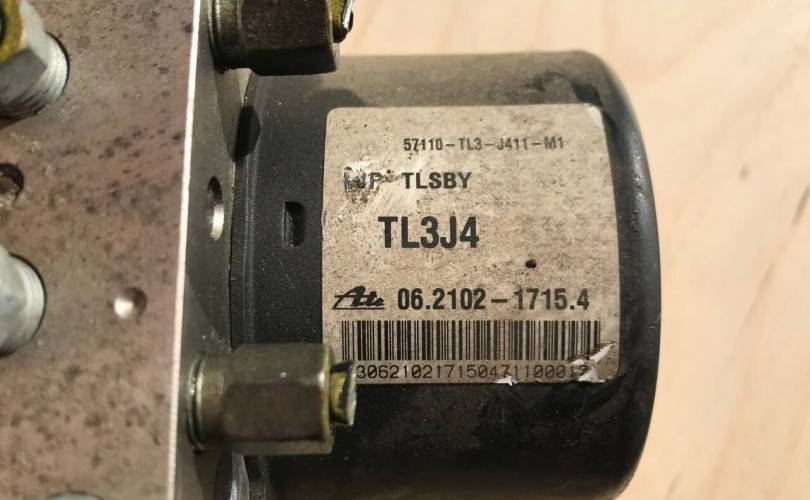 57110-TL3-J411-M1
TLSBY
TL3J4
Ate 06.2102-1715.4